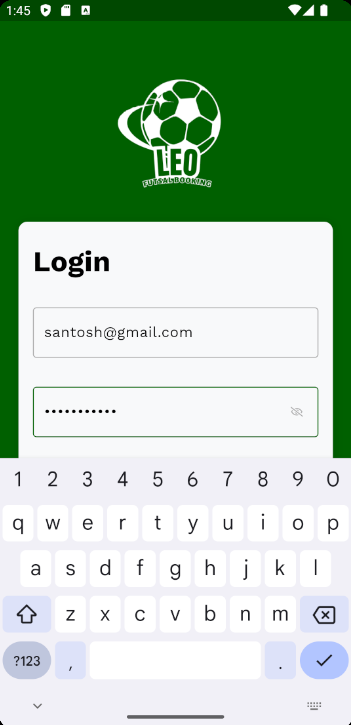 1:45
LEO
FUTSAL BOOKING
Login
santosh@gmail.com
•••••••••••
1 2 3 4 5 6 7 8 9 0
q w e r t y u i o p
a s d f g h j k l
z x c v b n m
?123 , .